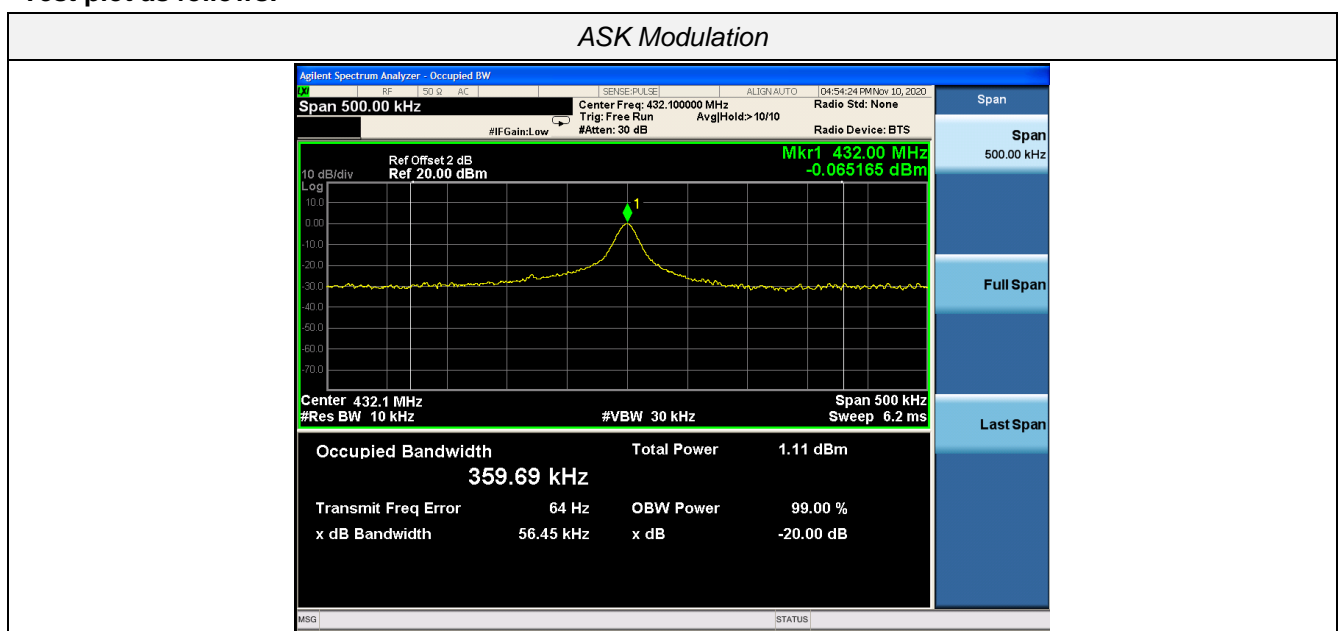 Test plot as follows:
ASK Modulation
Agilent Spectrum Analyzer - Occupied BW
LXI RF 50 Ω AC SENSE:PULSE ALIGN AUTO 04:54:24 PM Nov 10, 2020
Span 500.00 kHz
Center Freq: 432.100000 MHz
Radio Std: None
Trig: Free Run Avg|Hold:>10/10
#IFGain:Low #Atten: 30 dB Radio Device: BTS
Mkr1 432.00 MHz
-0.065165 dBm
Ref Offset 2 dB
10 dB/div Ref 20.00 dBm
Log
10.0
0.00
-10.0
-20.0
-30.0
-40.0
-50.0
-60.0
-70.0
1
Center 432.1 MHz Span 500 kHz
#Res BW 10 kHz #VBW 30 kHz Sweep 6.2 ms
Occupied Bandwidth Total Power 1.11 dBm
359.69 kHz
Transmit Freq Error 64 Hz OBW Power 99.00 %
x dB Bandwidth 56.45 kHz x dB -20.00 dB
MSG STATUS
Span
Span
500.00 kHz
Full Span
Last Span